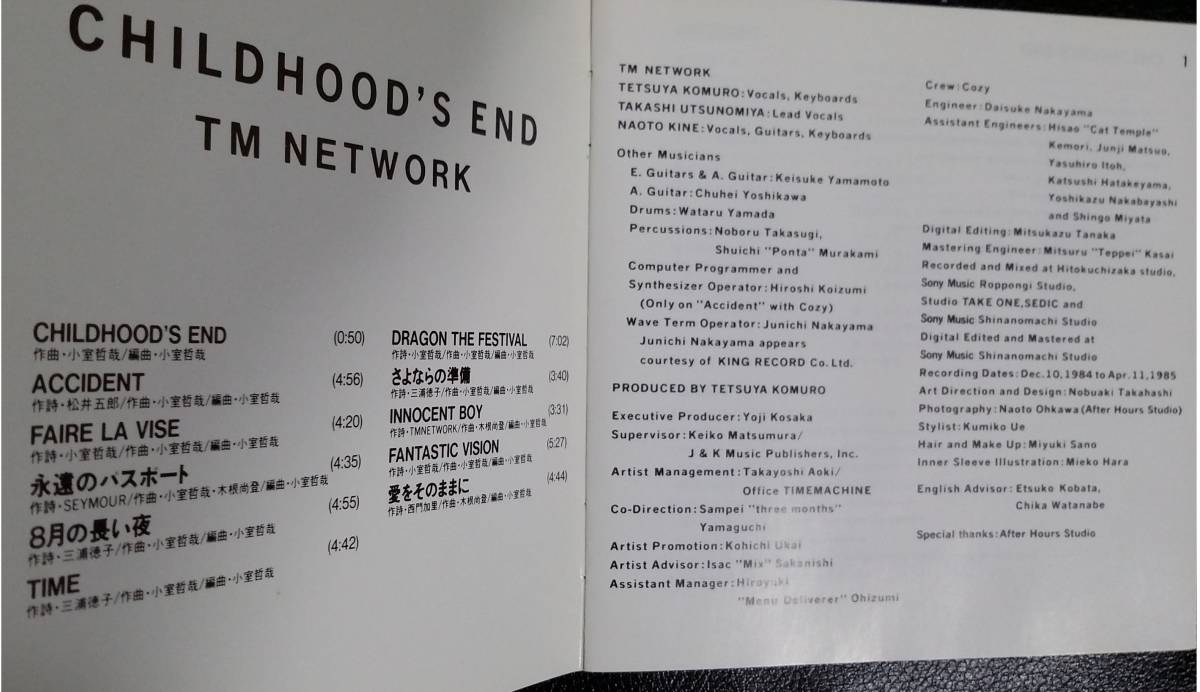 CHILDHOOD'S END
TM NETWORK
CHILDHOOD'S END (0:50)
作曲・小室哲哉/編曲・小室哲哉
ACCIDENT (4:56)
作詩・松井五郎/作曲・小室哲哉/編曲・小室哲哉
FAIRE LA VISE (4:20)
作詩・小室哲哉/作曲・小室哲哉/編曲・小室哲哉
永遠のパスポート (4:35)
作詩・SEYMOUR/作曲・小室哲哉・木根尚登/編曲・小室哲哉
8月の長い夜 (4:55)
作詩・三浦徳子/作曲・小室哲哉/編曲・小室哲哉
TIME (4:42)
作詩・三浦徳子/作曲・小室哲哉/編曲・小室哲哉
DRAGON THE FESTIVAL (7:02)
作詩・小室哲哉/作曲・小室哲哉/編曲・小室哲哉
さよならの準備 (3:40)
作詩・三浦徳子/作曲・小室哲哉/編曲・小室哲哉
INNOCENT BOY (3:31)
作詩・TMNETWORK/作曲・木根尚登/編曲・小室哲哉
FANTASTIC VISION (5:27)
作詩・小室哲哉/作曲・小室哲哉/編曲・小室哲哉
愛をそのままに (4:44)
作詩・西門加里/作曲・木根尚登/編曲・小室哲哉
1
TM NETWORK
TETSUYA KOMURO:Vocals, Keyboards
TAKASHI UTSUNOMIYA:Lead Vocals
NAOTO KINE:Vocals, Guitars, Keyboards
Other Musicians
E. Guitars & A. Guitar:Keisuke Yamamoto
A. Guitar:Chuhei Yoshikawa
Drums:Wataru Yamada
Percussions:Noboru Takasugi,
Shuichi "Ponta" Murakami
Computer Programmer and
Synthesizer Operator:Hiroshi Koizumi
(Only on "Accident" with Cozy)
Wave Term Operator:Junichi Nakayama
Junichi Nakayama appears
courtesy of KING RECORD Co. Ltd.
PRODUCED BY TETSUYA KOMURO
Executive Producer:Yoji Kosaka
Supervisor:Keiko Matsumura/
J & K Music Publishers, Inc.
Artist Management:Takayoshi Aoki/
Office TIMEMACHINE
Co-Direction:Sampei "three months"
Yamaguchi
Artist Promotion:Kohichi Ukai
Artist Advisor:Isac "Mix" Sakanishi
Assistant Manager:Hiroyuki
"Menu Deliverer" Ohizumi
Crew:Cozy
Engineer:Daisuke Nakayama
Assistant Engineers:Hisao "Cat Temple"
Kemori, Junji Matsuo,
Yasuhiro Itoh,
Katsushi Hatakeyama,
Yoshikazu Nakabayashi
and Shingo Miyata
Digital Editing:Mitsukazu Tanaka
Mastering Engineer:Mitsuru "Teppei" Kasai
Recorded and Mixed at Hitokuchizaka studio,
Sony Music Roppongi Studio,
Studio TAKE ONE,SEDIC and
Sony Music Shinanomachi Studio
Digital Edited and Mastered at
Sony Music Shinanomachi Studio
Recording Dates:Dec.10,1984 to Apr.11,1985
Art Direction and Design:Nobuaki Takahashi
Photography:Naoto Ohkawa(After Hours Studio)
Stylist:Kumiko Ue
Hair and Make Up:Miyuki Sano
Inner Sleeve Illustration:Mieko Hara
English Advisor:Etsuko Kobata,
Chika Watanabe
Special thanks:After Hours Studio